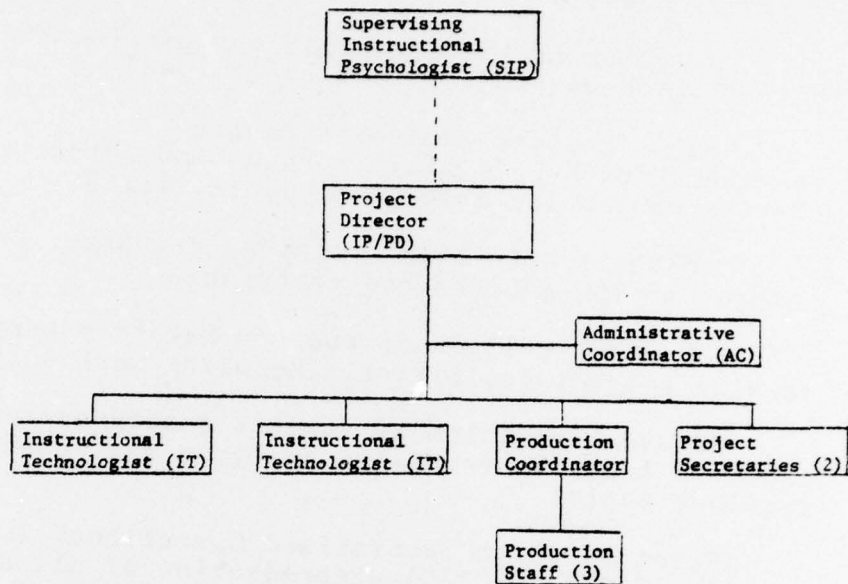 Supervising
Instructional
Psychologist (SIP)
Project
Director
(IP/PD)
Administrative
Coordinator (AC)
Instructional
Technologist (IT)
Instructional
Technologist (IT)
Production
Coordinator
Project
Secretaries (2)
Production
Staff (3)